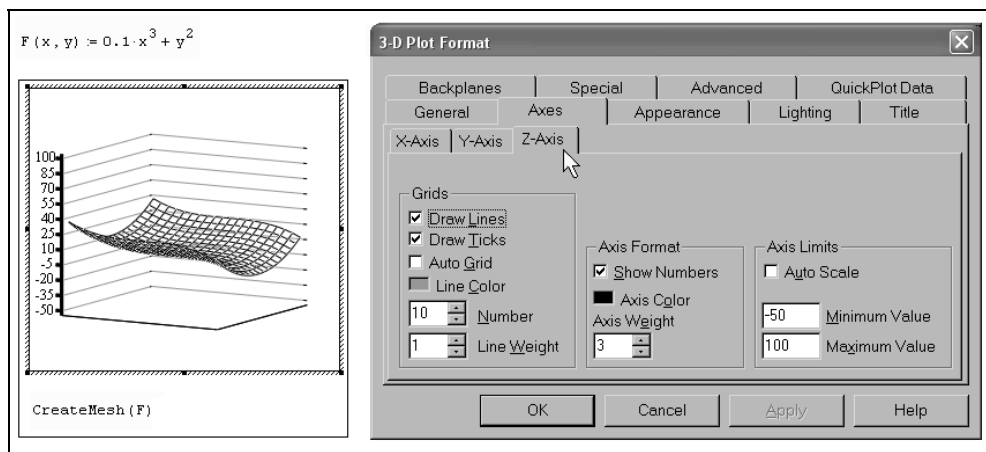 F(x,y) := 0.1·x³ + y²
100
85
70
55
40
25
10
-5
-20
-35
-50
CreateMesh(F)
3-D Plot Format
Backplanes Special Advanced QuickPlot Data
General Axes Appearance Lighting Title
X-Axis Y-Axis Z-Axis
Grids
Draw Lines
Draw Ticks
Auto Grid
Line Color
10 Number
1 Line Weight
Axis Format
Show Numbers
Axis Color
Axis Weight
3
Axis Limits
Auto Scale
-50 Minimum Value
100 Maximum Value
OK Cancel Apply Help